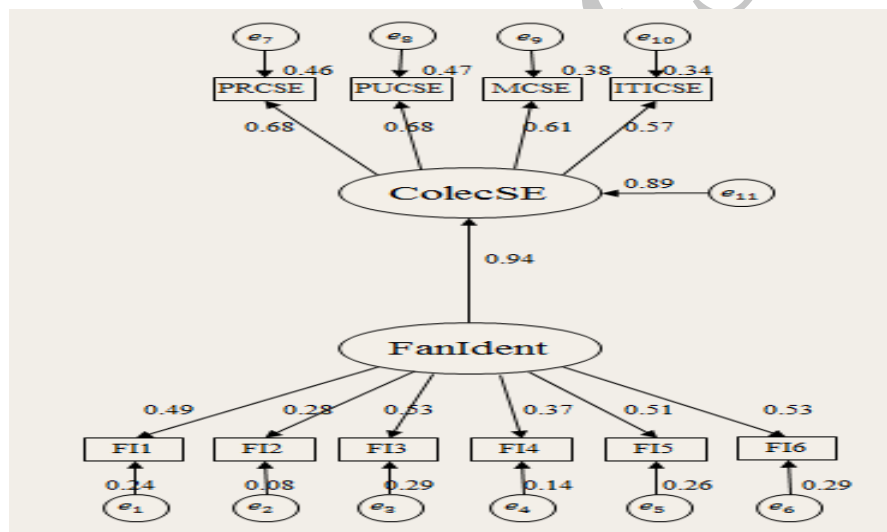 e7 e8 e9 e10
0.46 0.47 0.38 0.34
PRCSE PUCSE MCSE ITICSE
0.68 0.68 0.61 0.57
ColecSE 0.89 e11
0.94
FanIdent
0.49 0.28 0.53 0.37 0.51 0.53
FI1 FI2 FI3 FI4 FI5 FI6
0.24 0.08 0.29 0.14 0.26 0.29
e1 e2 e3 e4 e5 e6